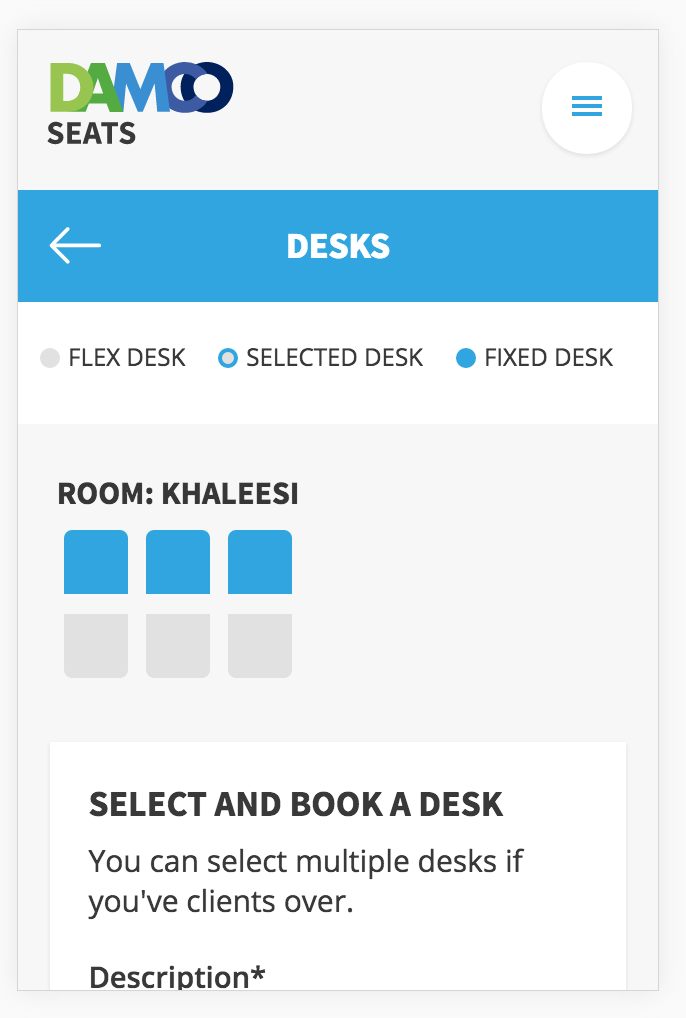 DAMCO
SEATS
DESKS
FLEX DESK SELECTED DESK FIXED DESK
ROOM: KHALEESI
SELECT AND BOOK A DESK
You can select multiple desks if
you've clients over.
Description*